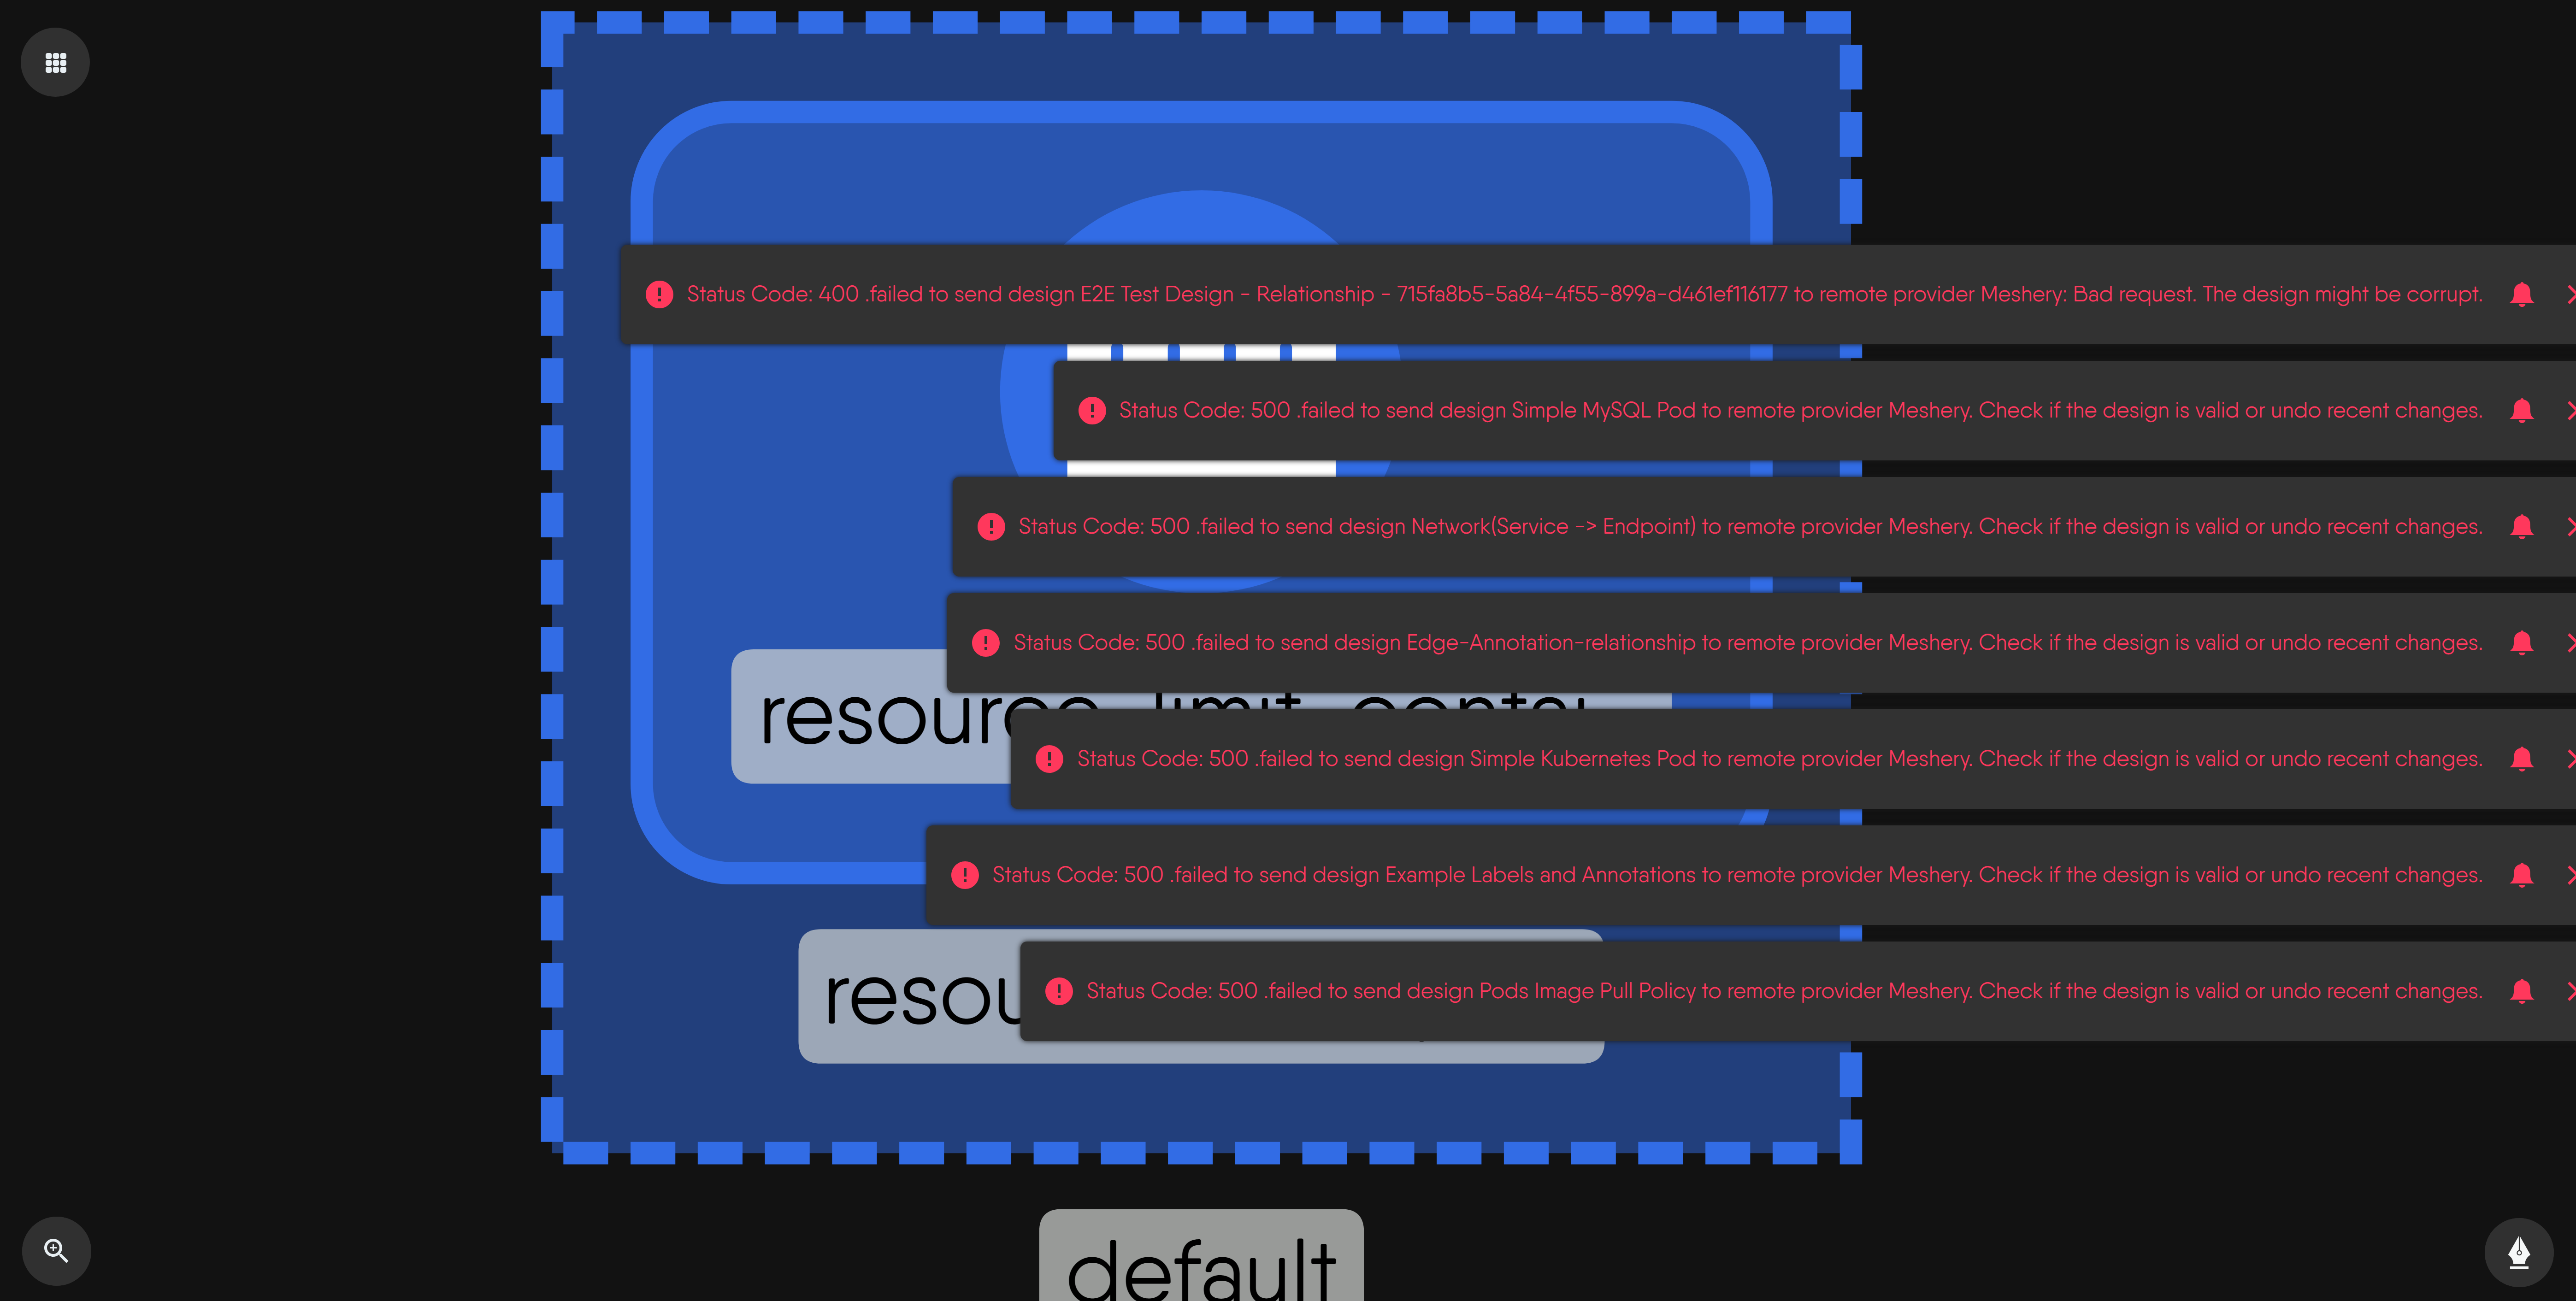 Status Code: 400 .failed to send design E2E Test Design - Relationship - 715fa8b5-5a84-4f55-899a-d461ef116177 to remote provider Meshery: Bad request. The design might be corrupt.
Status Code: 500 .failed to send design Simple MySQL Pod to remote provider Meshery. Check if the design is valid or undo recent changes.
Status Code: 500 .failed to send design Network(Service -> Endpoint) to remote provider Meshery. Check if the design is valid or undo recent changes.
Status Code: 500 .failed to send design Edge-Annotation-relationship to remote provider Meshery. Check if the design is valid or undo recent changes.
Status Code: 500 .failed to send design Simple Kubernetes Pod to remote provider Meshery. Check if the design is valid or undo recent changes.
Status Code: 500 .failed to send design Example Labels and Annotations to remote provider Meshery. Check if the design is valid or undo recent changes.
Status Code: 500 .failed to send design Pods Image Pull Policy to remote provider Meshery. Check if the design is valid or undo recent changes.
default